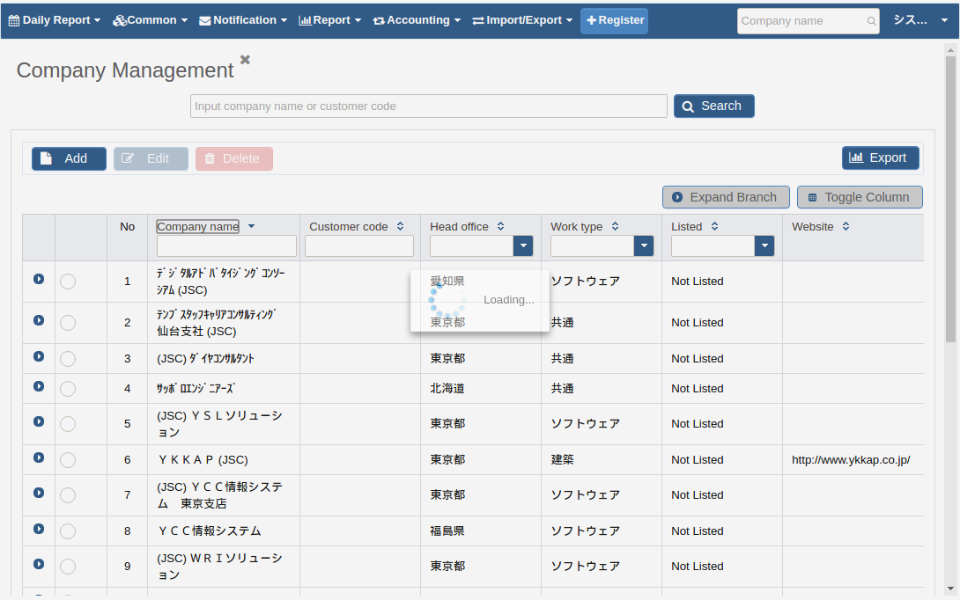 Daily Report Common Notification Report Accounting Import/Export Register Company name シス...
Company Management
Input company name or customer code Search
Add Edit Delete Export
Expand Branch Toggle Column
No Company name Customer code Head office Work type Listed Website
1 ﾃﾞｼﾞﾀﾙｱﾄﾞﾊﾞﾀｲｼﾞﾝｸﾞｺﾝｿｰ 愛知県 ソフトウェア Not Listed
ｼｱﾑ (JSC)
Loading...
2 ﾃﾝﾌﾟｽﾀｯﾌｷｬﾘｱｺﾝｻﾙﾃｨﾝｸﾞ 東京都 共通 Not Listed
仙台支社 (JSC)
3 (JSC) ﾀﾞｲﾔｺﾝｻﾙﾀﾝﾄ 東京都 共通 Not Listed
4 ｻｯﾎﾟﾛｴﾝｼﾞﾆｱｰｽﾞ 北海道 共通 Not Listed
5 (JSC) ＹＳＬソリューシ 東京都 ソフトウェア Not Listed
ョン
6 ＹＫＫＡＰ (JSC) 東京都 建築 Not Listed http://www.ykkap.co.jp/
7 (JSC) ＹＣＣ情報システ 東京都 ソフトウェア Not Listed
ム　東京支店
8 ＹＣＣ情報システム 福島県 ソフトウェア Not Listed
9 (JSC) ＷＲＩソリューシ 東京都 ソフトウェア Not Listed
ョン